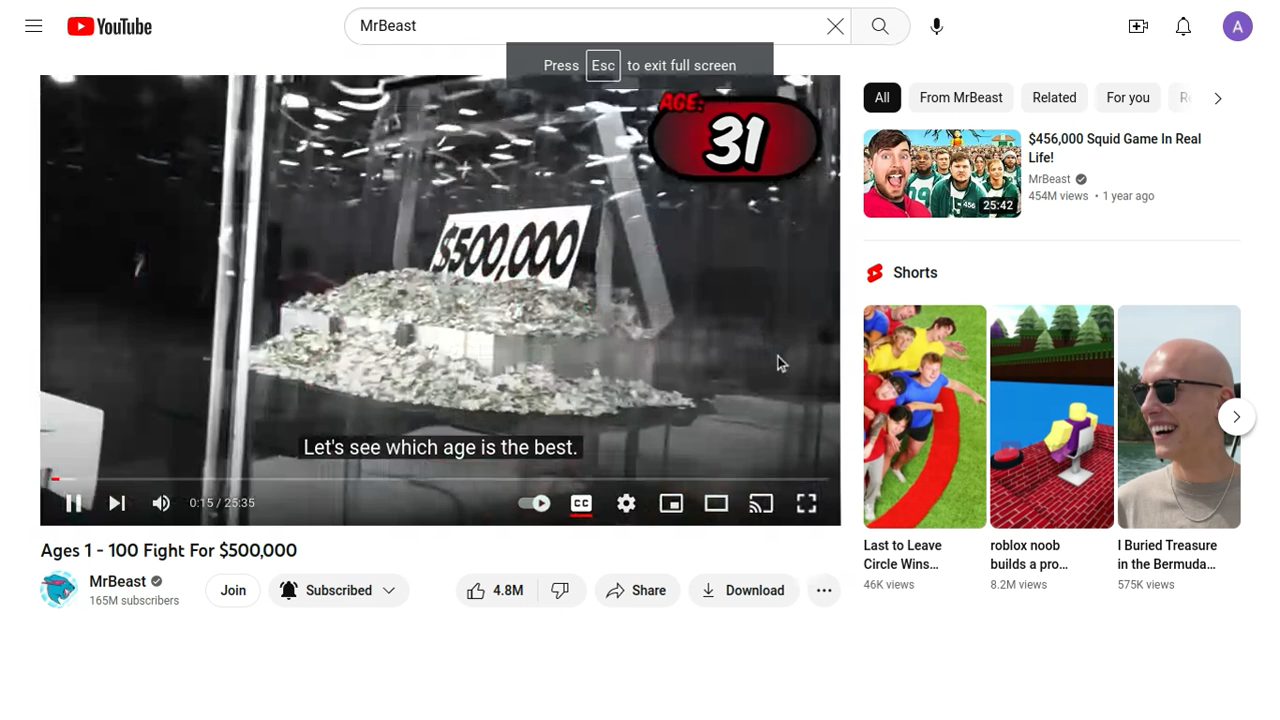 YouTube
MrBeast
A
Press Esc to exit full screen
AGE:
31
$500,000
Let's see which age is the best.
0:15 / 25:35
CC
Ages 1 - 100 Fight For $500,000
MrBeast
165M subscribers
Join
Subscribed
4.8M
Share
Download
All
From MrBeast
Related
For you
$456,000 Squid Game In Real
Life!
MrBeast
454M views • 1 year ago
456
25:42
Shorts
Last to Leave
Circle Wins...
46K views
roblox noob
builds a pro...
8.2M views
I Buried Treasure
in the Bermuda...
575K views